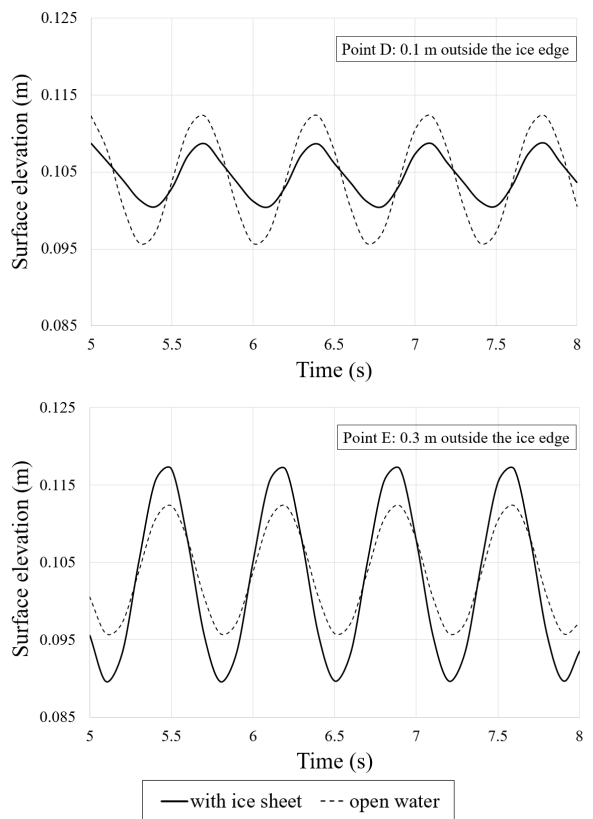 0.125
Point D: 0.1 m outside the ice edge
0.115
0.105
0.095
0.085
Surface elevation (m)
5 5.5 6 6.5 7 7.5 8
Time (s)
0.125
Point E: 0.3 m outside the ice edge
0.115
0.105
0.095
0.085
Surface elevation (m)
5 5.5 6 6.5 7 7.5 8
Time (s)
with ice sheet open water